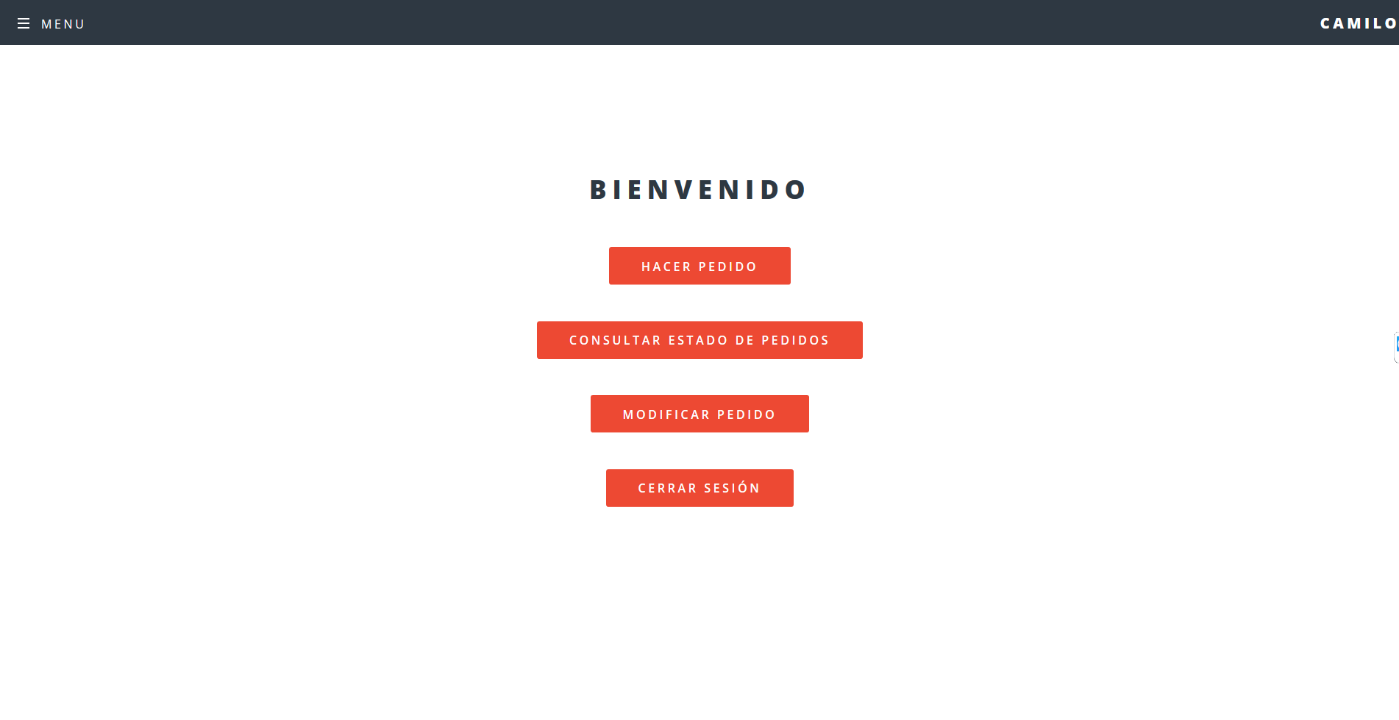 MENU
CAMILO
BIENVENIDO
HACER PEDIDO
CONSULTAR ESTADO DE PEDIDOS
MODIFICAR PEDIDO
CERRAR SESIÓN